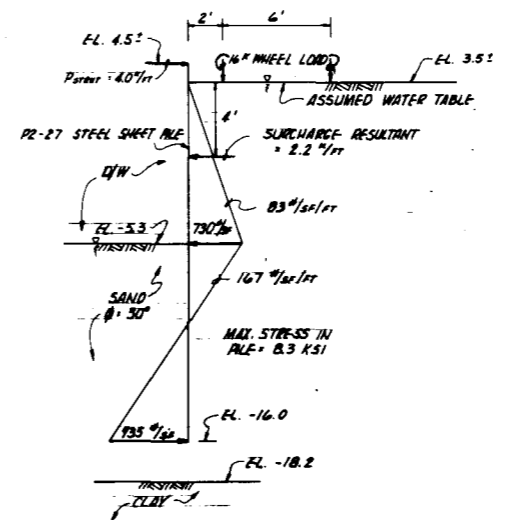 2'
6'
EL. 4.5±
16K WHEEL LOAD
EL. 3.5±
PSTRUT = 4.0K/FT
ASSUMED WATER TABLE
4'
PZ-27 STEEL SHEET PILE
SURCHARGE RESULTANT
= 2.2 K/FT
D/W
83 #/SF/FT
EL. -5.3
730#/SF
167 #/SF/FT
SAND
ϕ = 30°
MAX. STRESS IN
PILE = 8.3 KSI
EL. -16.0
935 #/SF
EL. -18.2
CLAY